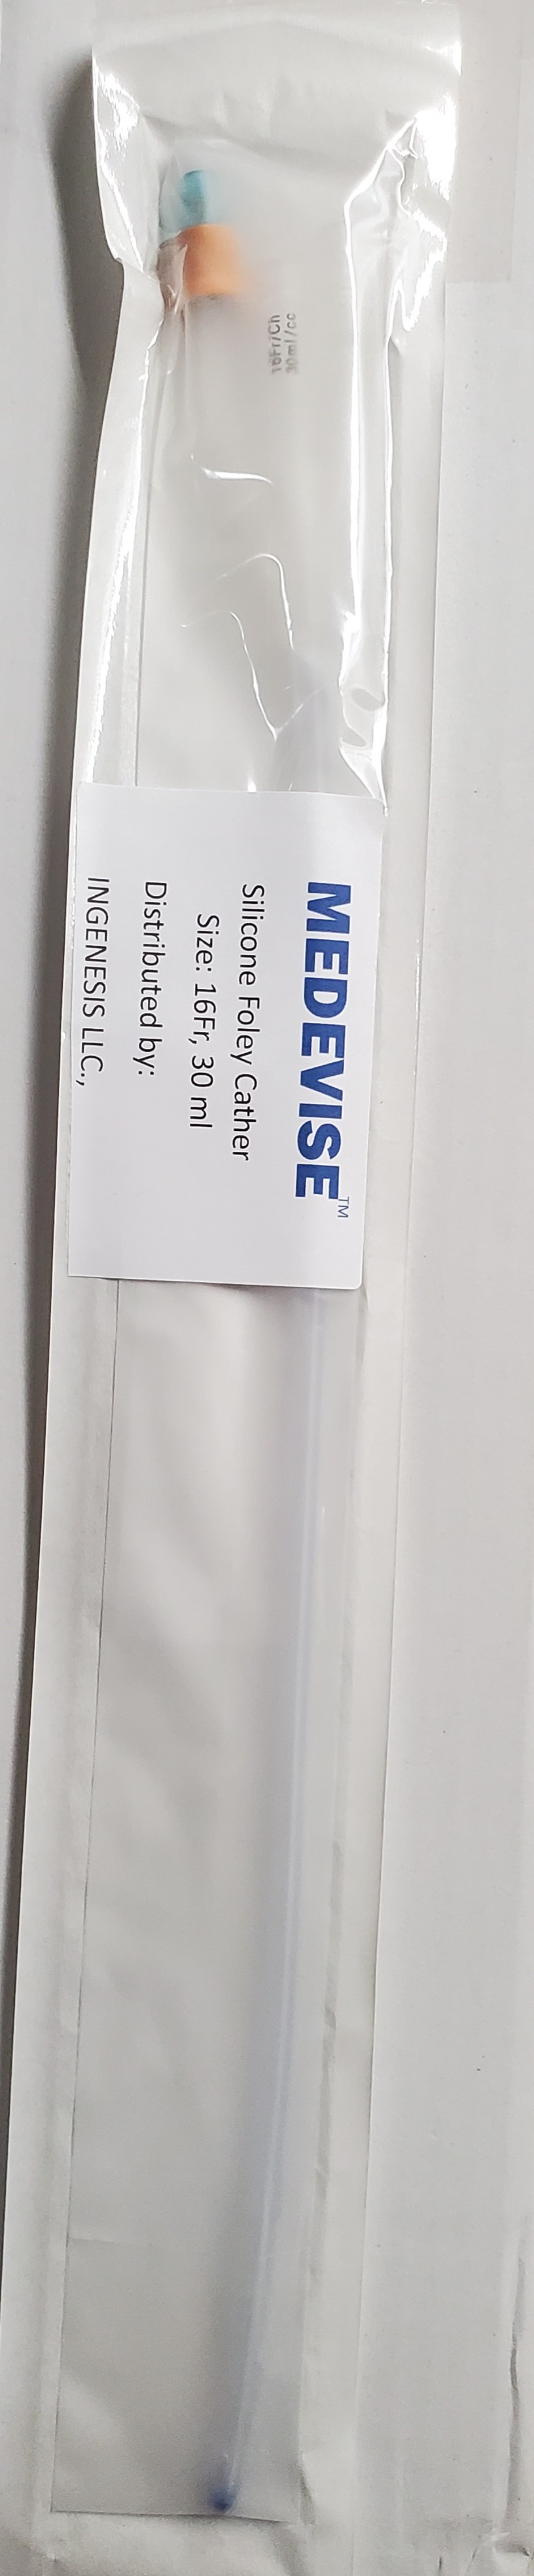 16Fr/Ch
30ml/cc
MEDEVISE™
Silicone Foley Cather
Size: 16Fr, 30 ml
Distributed by:
INGENESIS LLC.,